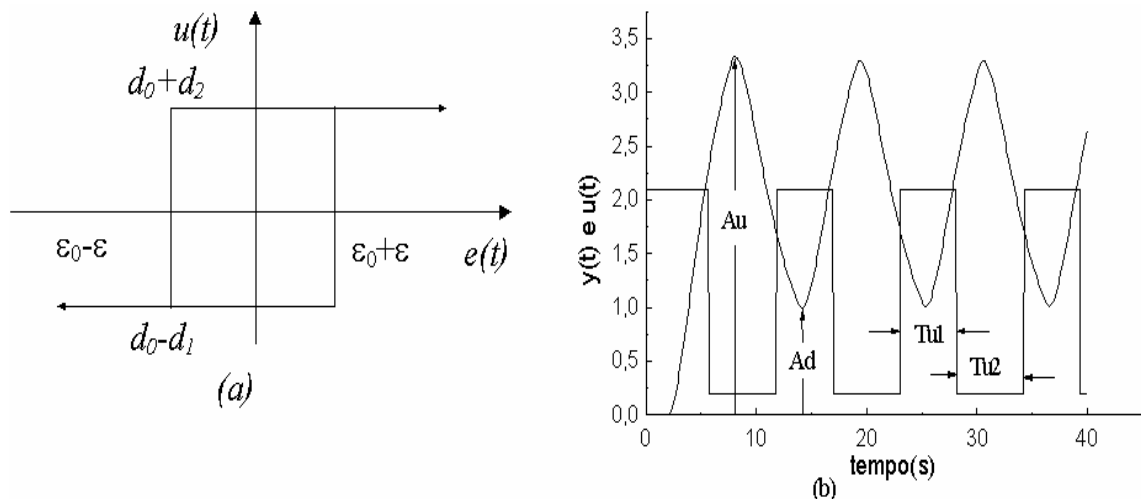 u(t)
d₀+d₂
ε₀-ε
ε₀+ε
e(t)
d₀-d₁
(a)
3,5
3,0
2,5
2,0
1,5
1,0
0,5
0,0
y(t) e u(t)
Au
Ad
Tu1
Tu2
0
10
20
30
40
tempo(s)
(b)